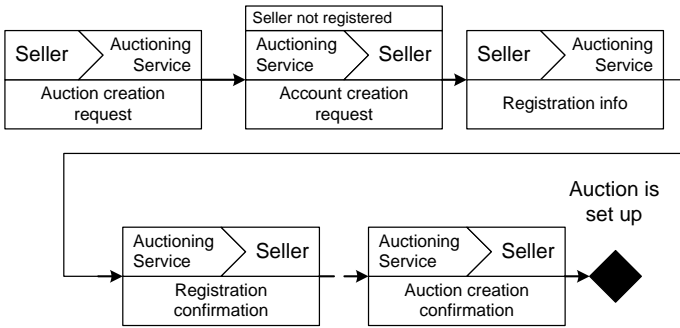 Seller not registered
Seller
Auctioning
Service
Auction creation
request
Auctioning
Service
Seller
Account creation
request
Seller
Auctioning
Service
Registration info
Auction is
set up
Auctioning
Service
Seller
Registration
confirmation
Auctioning
Service
Seller
Auction creation
confirmation